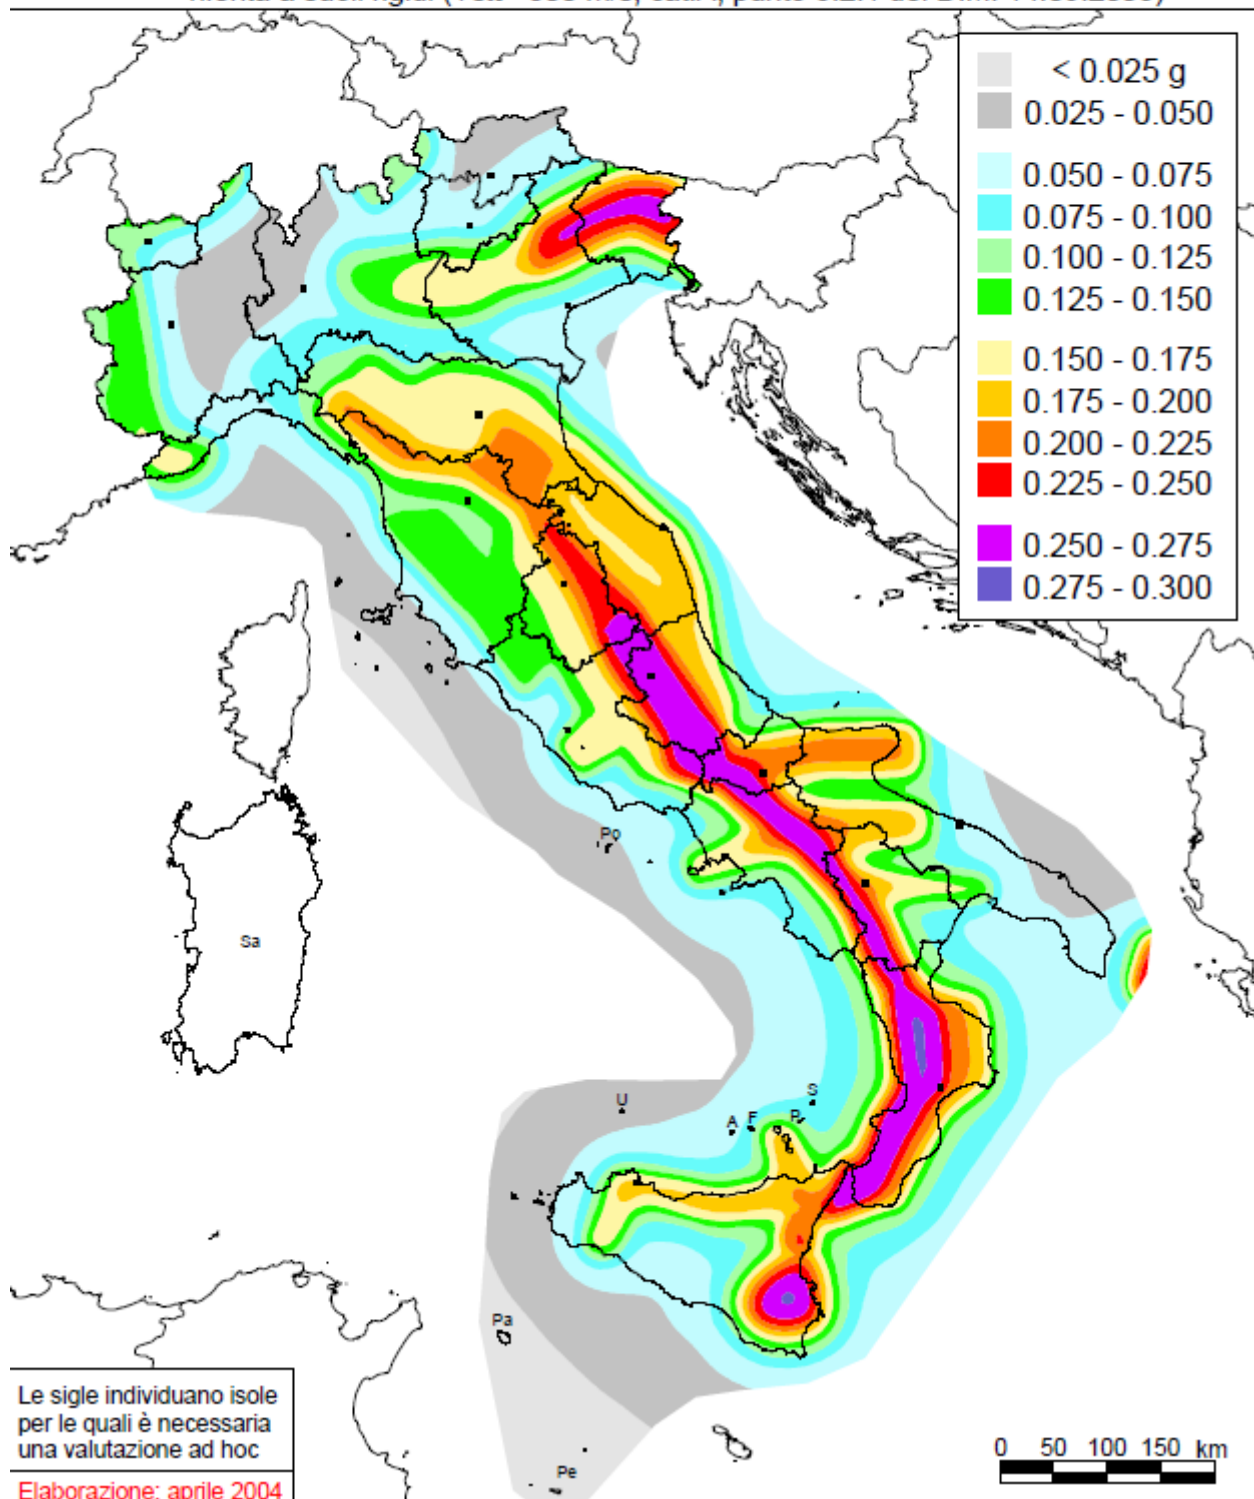 < 0.025 g
0.025 - 0.050
0.050 - 0.075
0.075 - 0.100
0.100 - 0.125
0.125 - 0.150
0.150 - 0.175
0.175 - 0.200
0.200 - 0.225
0.225 - 0.250
0.250 - 0.275
0.275 - 0.300
Po
Sa
S
U
A F P
Pa
Pe
Le sigle individuano isole
per le quali è necessaria
una valutazione ad hoc
Elaborazione: aprile 2004
0 50 100 150 km